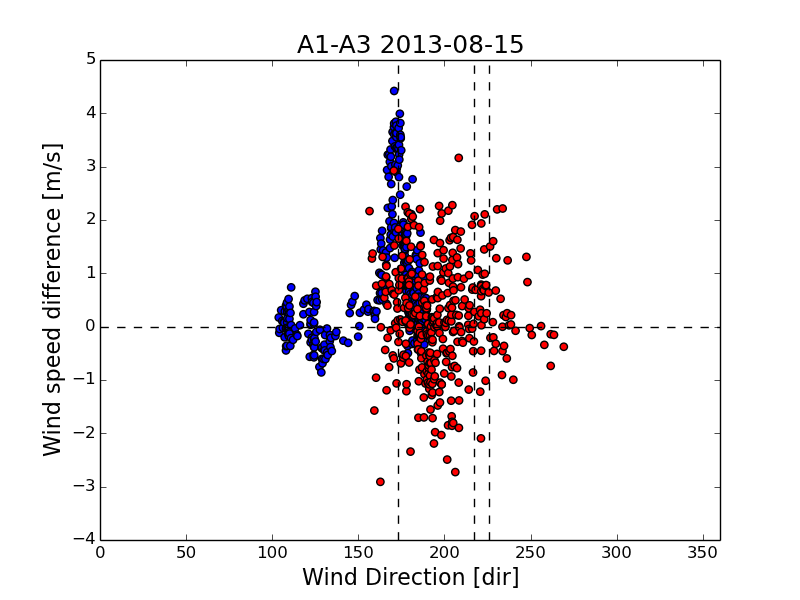 A1-A3 2013-08-15
5
4
3
2
1
0
−1
−2
−3
−4
Wind speed difference [m/s]
0 50 100 150 200 250 300 350
Wind Direction [dir]